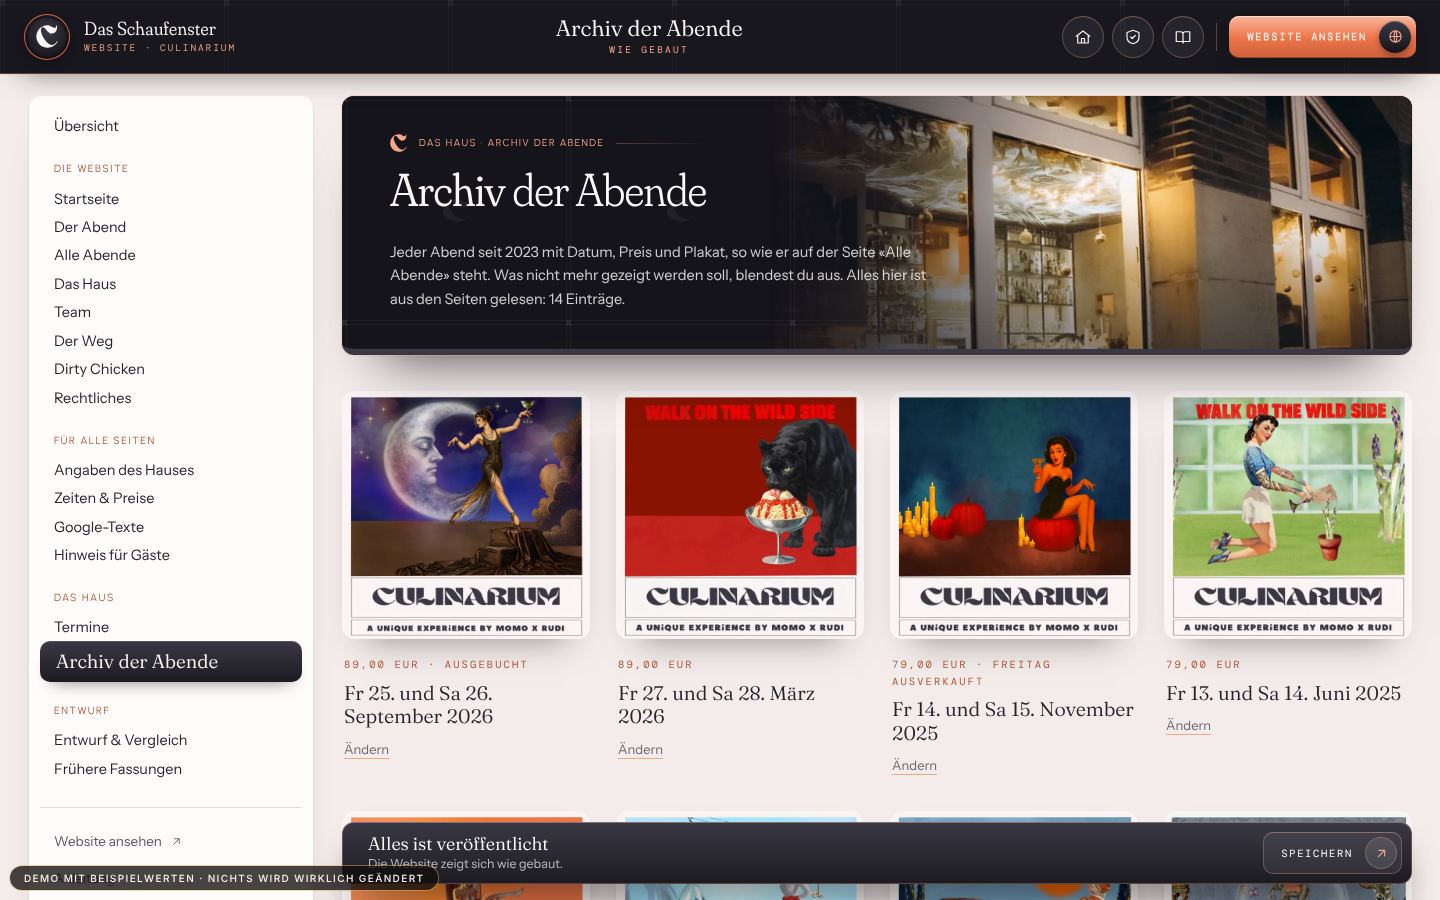 Das Schaufenster
WEBSITE · CULINARIUM
Archiv der Abende
WIE GEBAUT
WEBSITE ANSEHEN
Übersicht
DIE WEBSITE
Startseite
Der Abend
Alle Abende
Das Haus
Team
Der Weg
Dirty Chicken
Rechtliches
FÜR ALLE SEITEN
Angaben des Hauses
Zeiten & Preise
Google-Texte
Hinweis für Gäste
DAS HAUS
Termine
Archiv der Abende
ENTWURF
Entwurf & Vergleich
Frühere Fassungen
Website ansehen
DAS HAUS · ARCHIV DER ABENDE
Archiv der Abende
Jeder Abend seit 2023 mit Datum, Preis und Plakat, so wie er auf der Seite «Alle
Abende» steht. Was nicht mehr gezeigt werden soll, blendest du aus. Alles hier ist
aus den Seiten gelesen: 14 Einträge.
CULINARIUM
A UNiQUE EXPERiENCE BY MOMO X RUDI
89,00 EUR · AUSGEBUCHT
Fr 25. und Sa 26.
September 2026
Ändern
WALK ON THE WILD SIDE
CULINARIUM
A UNiQUE EXPERiENCE BY MOMO X RUDI
89,00 EUR
Fr 27. und Sa 28. März
2026
Ändern
CULINARIUM
A UNiQUE EXPERiENCE BY MOMO X RUDI
79,00 EUR · FREITAG
AUSVERKAUFT
Fr 14. und Sa 15. November
2025
Ändern
WALK ON THE WILD SIDE
CULINARIUM
A UNiQUE EXPERiENCE BY MOMO X RUDI
79,00 EUR
Fr 13. und Sa 14. Juni 2025
Ändern
Alles ist veröffentlicht
Die Website zeigt sich wie gebaut.
SPEICHERN
DEMO MIT BEISPIELWERTEN · NICHTS WIRD WIRKLICH GEÄNDERT